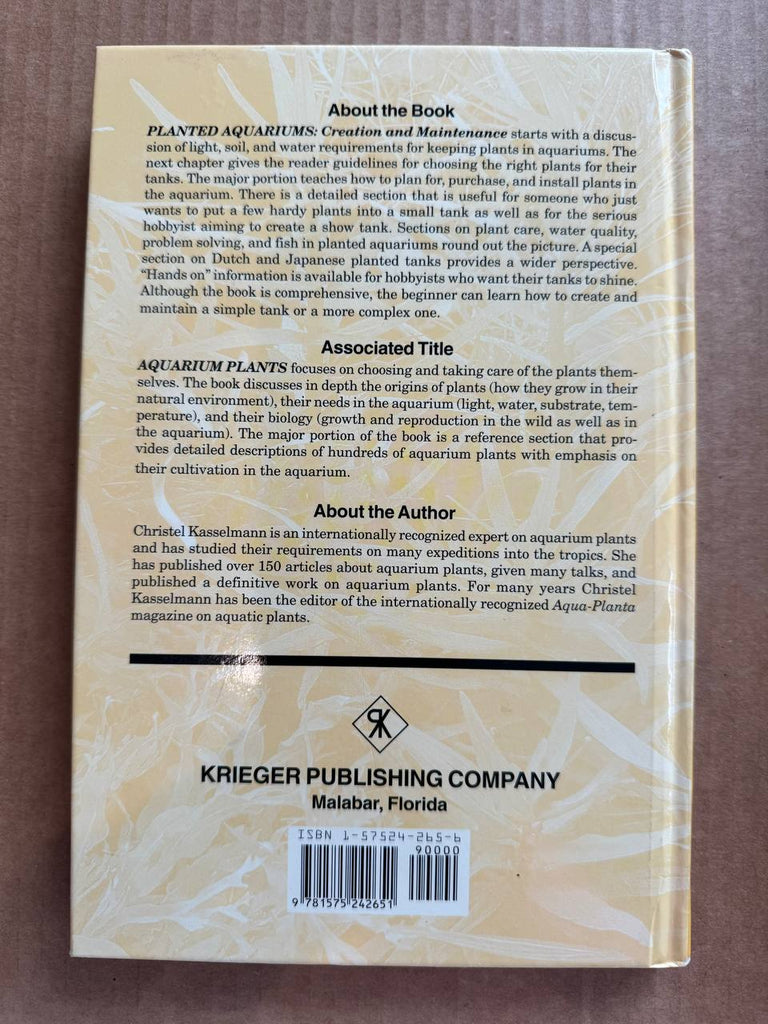 About the Book
PLANTED AQUARIUMS: Creation and Maintenance starts with a discus-
sion of light, soil, and water requirements for keeping plants in aquariums. The
next chapter gives the reader guidelines for choosing the right plants for their
tanks. The major portion teaches how to plan for, purchase, and install plants in
the aquarium. There is a detailed section that is useful for someone who just
wants to put a few hardy plants into a small tank as well as for the serious
hobbyist aiming to create a show tank. Sections on plant care, water quality,
problem solving, and fish in planted aquariums round out the picture. A special
section on Dutch and Japanese planted tanks provides a wider perspective.
“Hands on” information is available for hobbyists who want their tanks to shine.
Although the book is comprehensive, the beginner can learn how to create and
maintain a simple tank or a more complex one.
Associated Title
AQUARIUM PLANTS focuses on choosing and taking care of the plants them-
selves. The book discusses in depth the origins of plants (how they grow in their
natural environment), their needs in the aquarium (light, water, substrate, tem-
perature), and their biology (growth and reproduction in the wild as well as in
the aquarium). The major portion of the book is a reference section that pro-
vides detailed descriptions of hundreds of aquarium plants with emphasis on
their cultivation in the aquarium.
About the Author
Christel Kasselmann is an internationally recognized expert on aquarium plants
and has studied their requirements on many expeditions into the tropics. She
has published over 150 articles about aquarium plants, given many talks, and
published a definitive work on aquarium plants. For many years Christel
Kasselmann has been the editor of the internationally recognized Aqua-Planta
magazine on aquatic plants.
KRIEGER PUBLISHING COMPANY
Malabar, Florida
ISBN 1-57524-265-6
90000
9 781575 242651